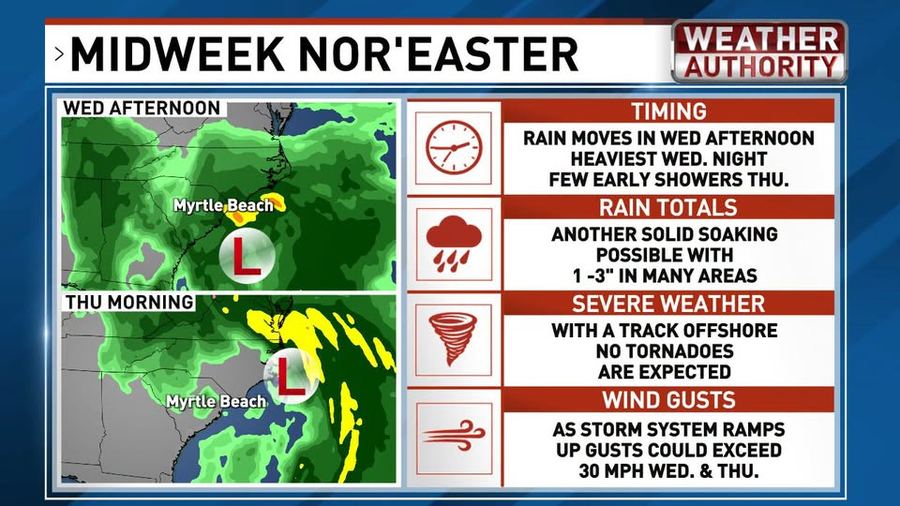 MIDWEEK NOR'EASTER
WEATHER
AUTHORITY
WED AFTERNOON
Myrtle Beach
L
THU MORNING
L
Myrtle Beach
TIMING
RAIN MOVES IN WED AFTERNOON
HEAVIEST WED. NIGHT
FEW EARLY SHOWERS THU.
RAIN TOTALS
ANOTHER SOLID SOAKING
POSSIBLE WITH
1 -3" IN MANY AREAS
SEVERE WEATHER
WITH A TRACK OFFSHORE
NO TORNADOES
ARE EXPECTED
WIND GUSTS
AS STORM SYSTEM RAMPS
UP GUSTS COULD EXCEED
30 MPH WED. & THU.